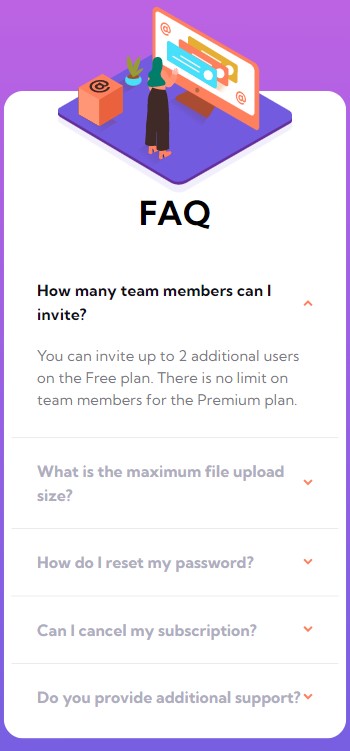 @
@
@
FAQ
How many team members can I
invite?
You can invite up to 2 additional users
on the Free plan. There is no limit on
team members for the Premium plan.
What is the maximum file upload
size?
How do I reset my password?
Can I cancel my subscription?
Do you provide additional support?